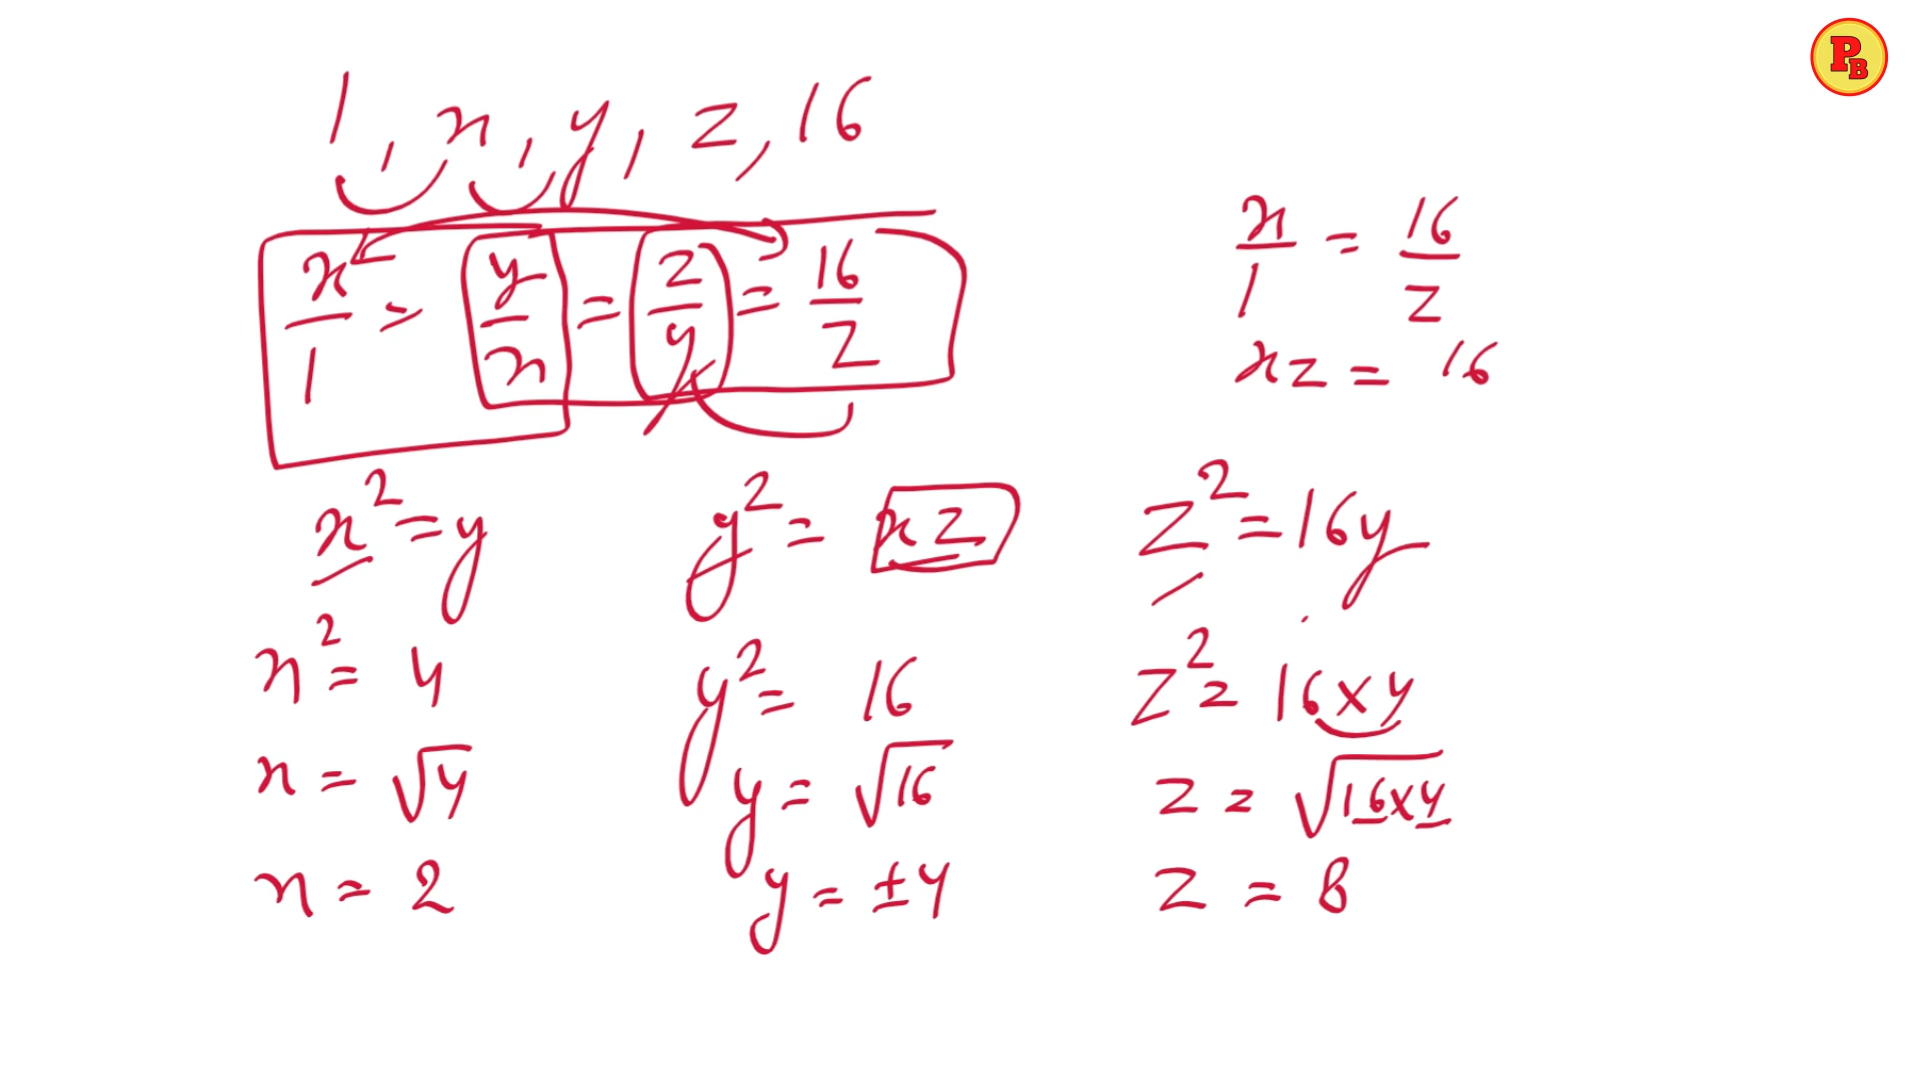 1, x, y, z, 16
x/1 = y/x = z/y = 16/z
x/1 = 16/z
xz = 16
x² = y
x² = 4
x = √4
x = 2
y² = xz
y² = 16
y = √16
y = ±4
z² = 16y
z² = 16×4
z = √16×4
z = 8
PB